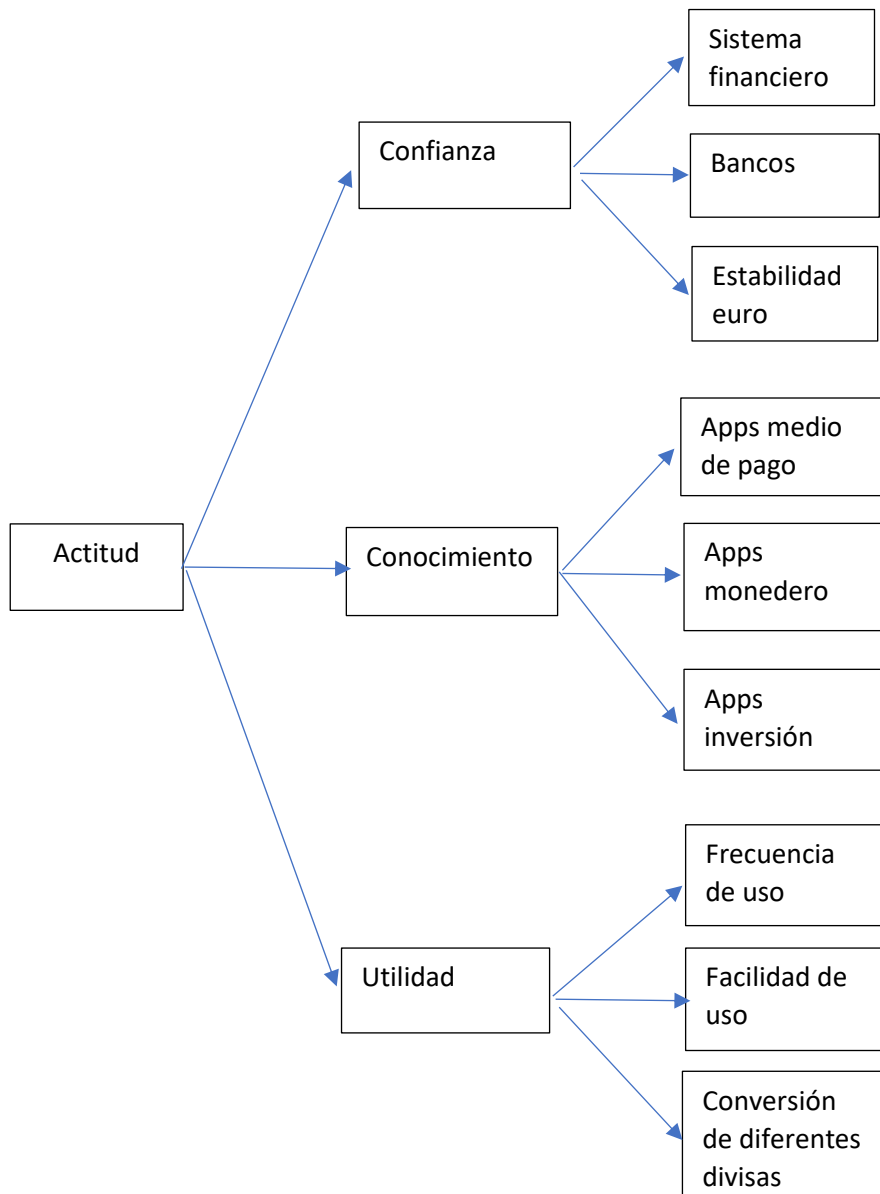 Sistema
financiero
Confianza
Bancos
Estabilidad
euro
Apps medio
de pago
Actitud
Conocimiento
Apps
monedero
Apps
inversión
Frecuencia
de uso
Utilidad
Facilidad de
uso
Conversión
de diferentes
divisas